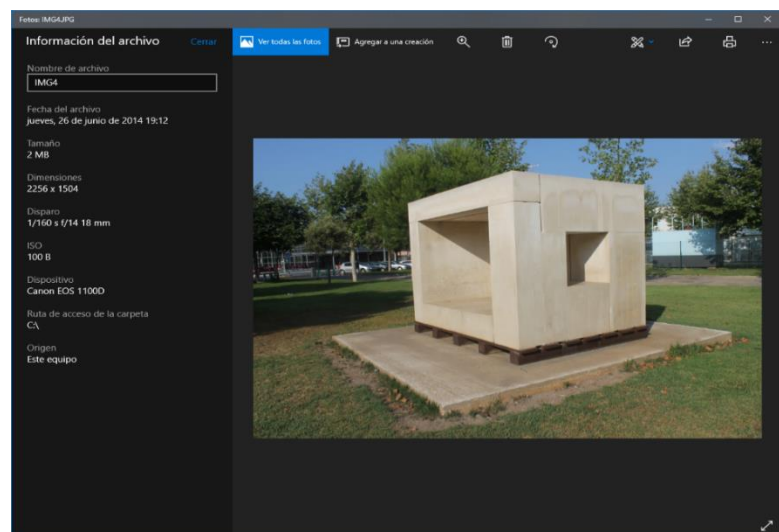 Fotos: IMG4.JPG
Información del archivo Cerrar
Ver todas las fotos
Agregar a una creación
Nombre de archivo
IMG4
Fecha del archivo
jueves, 26 de junio de 2014 19:12
Tamaño
2 MB
Dimensiones
2256 x 1504
Disparo
1/160 s f/14 18 mm
ISO
100 B
Dispositivo
Canon EOS 1100D
Ruta de acceso de la carpeta
C:\
Origen
Este equipo